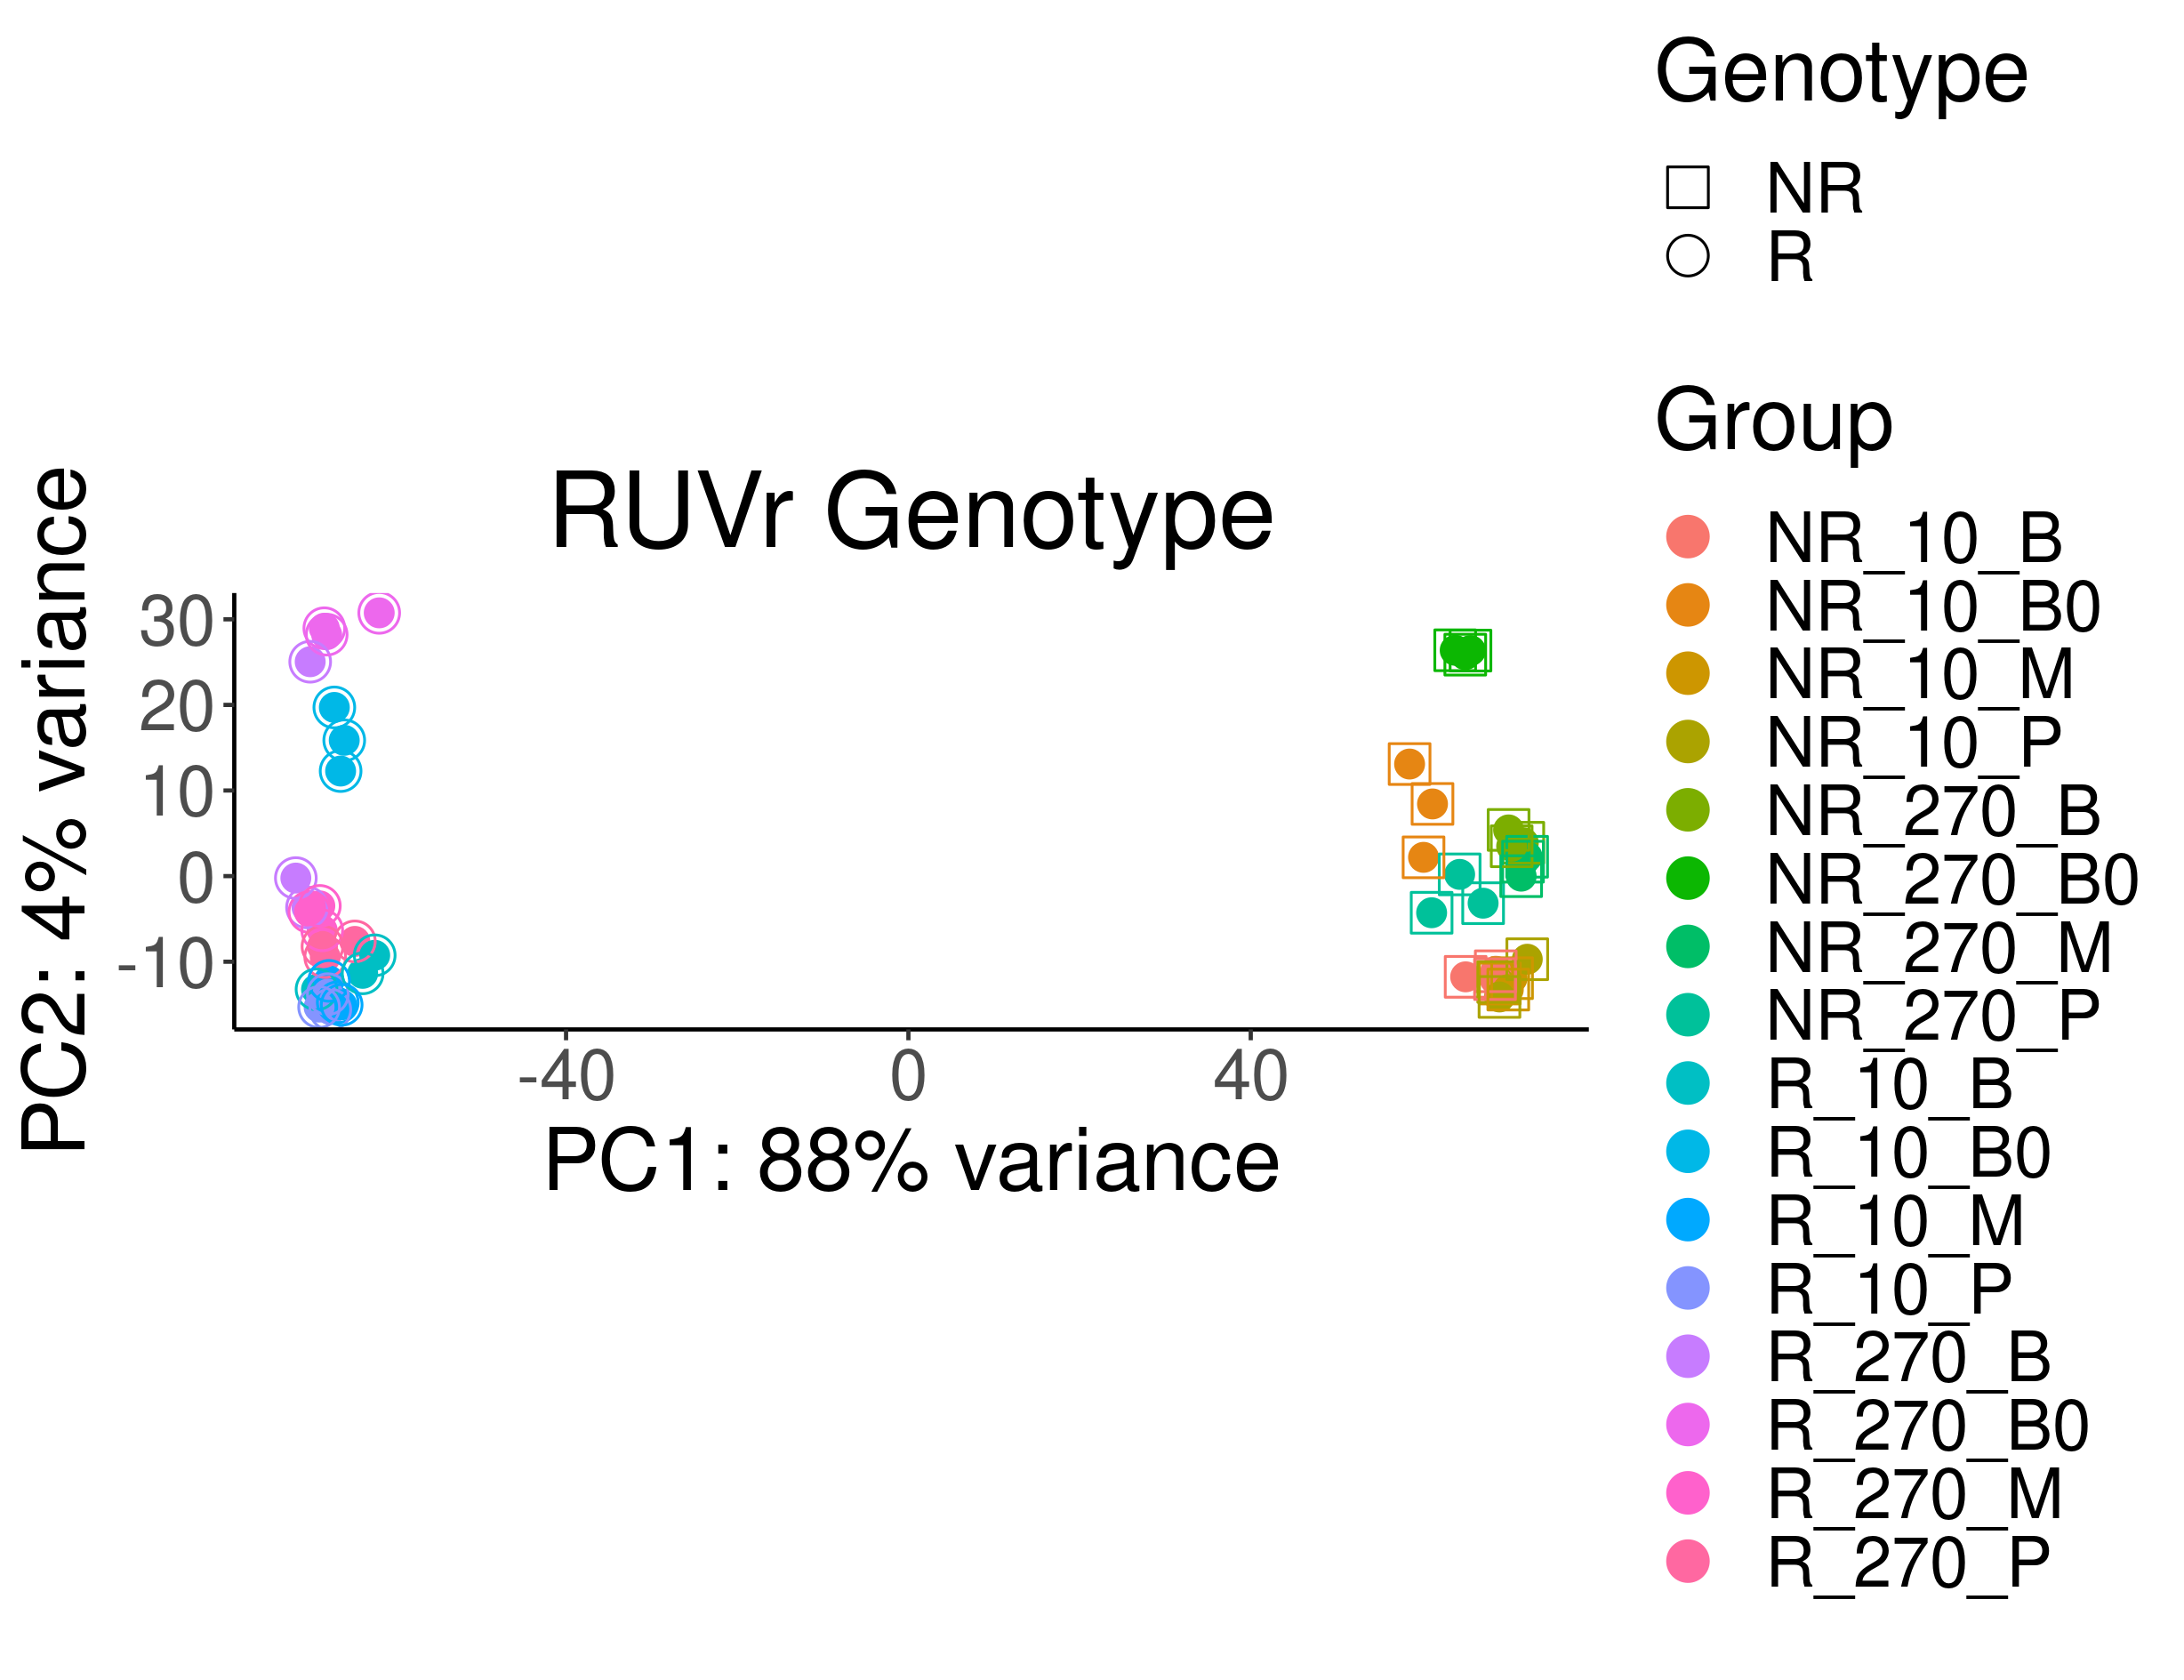 RUVr Genotype
PC2: 4% variance
30
20
10
0
-10
-40
0
40
PC1: 88% variance
Genotype
NR
R
Group
NR_10_B
NR_10_B0
NR_10_M
NR_10_P
NR_270_B
NR_270_B0
NR_270_M
NR_270_P
R_10_B
R_10_B0
R_10_M
R_10_P
R_270_B
R_270_B0
R_270_M
R_270_P